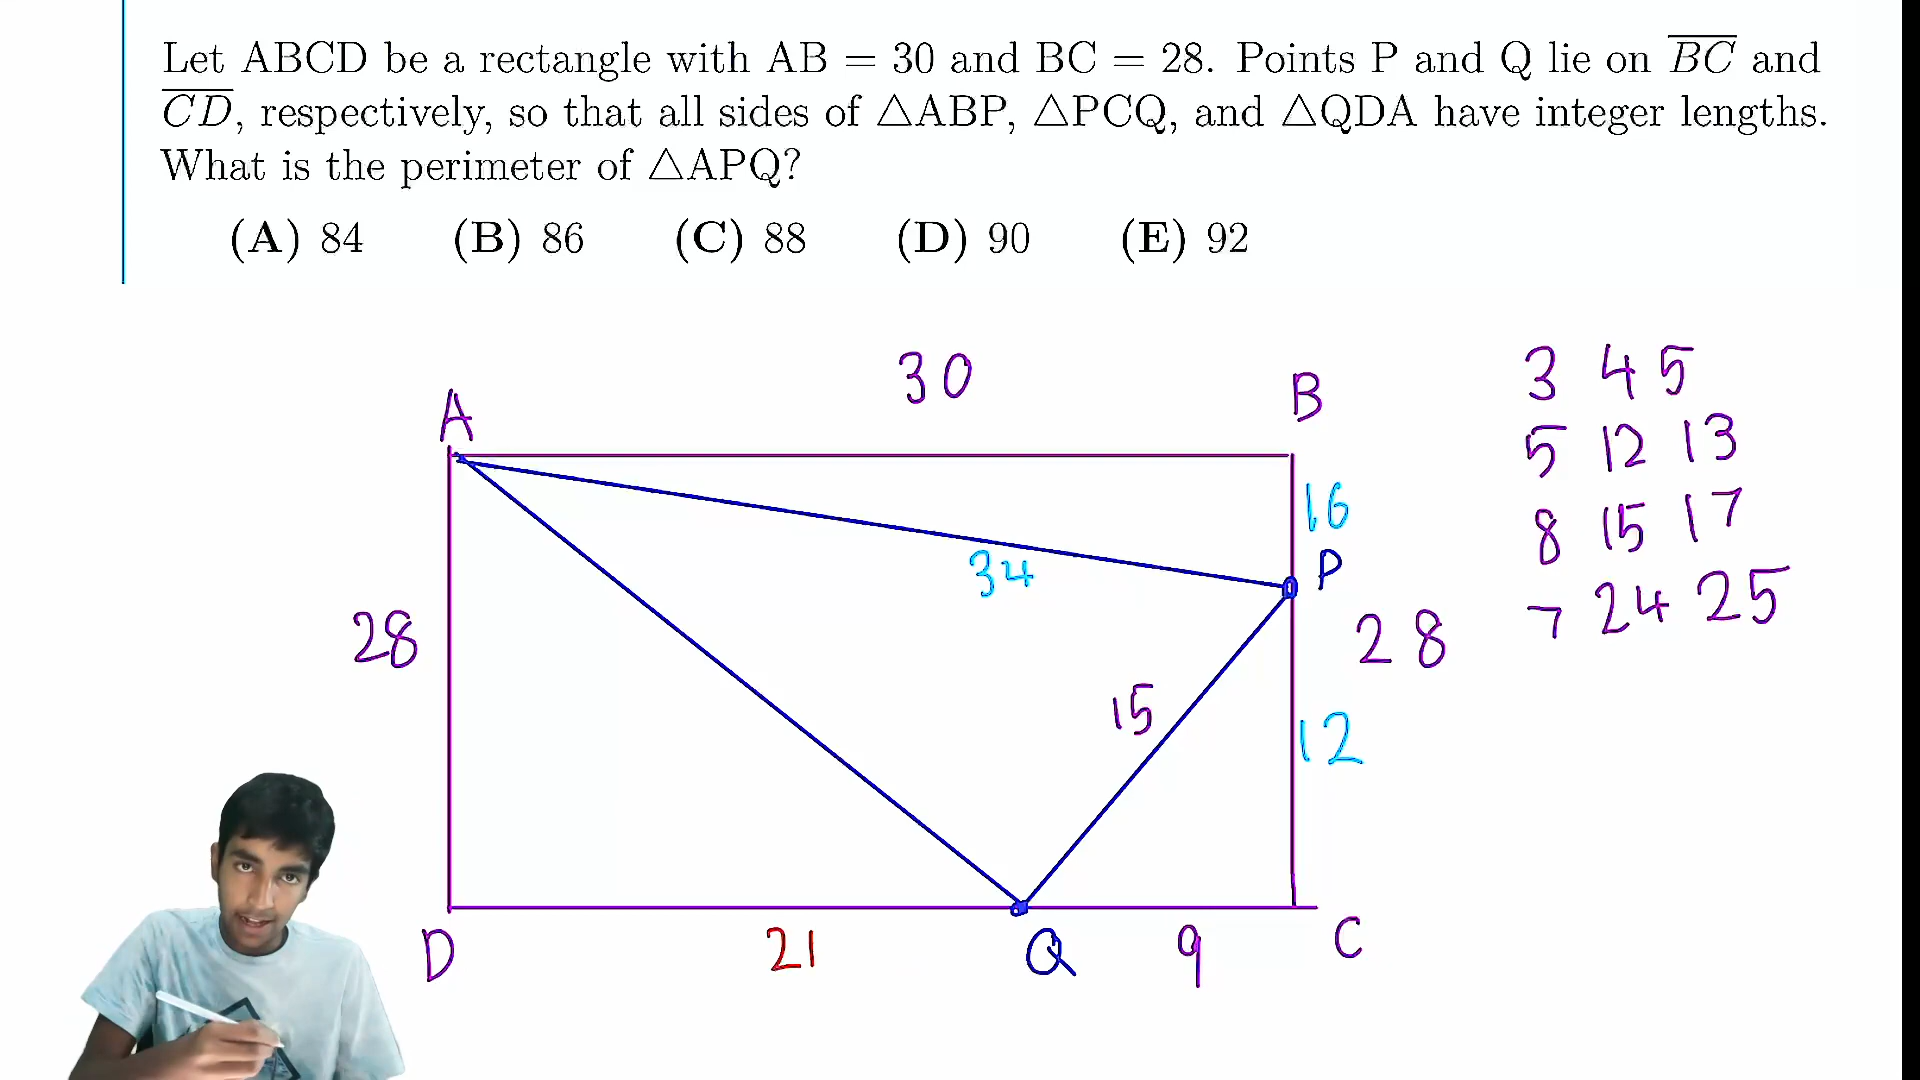 Let ABCD be a rectangle with AB = 30 and BC = 28. Points P and Q lie on BC and
CD, respectively, so that all sides of △ABP, △PCQ, and △QDA have integer lengths.
What is the perimeter of △APQ?
(A) 84 (B) 86 (C) 88 (D) 90 (E) 92
30
A
B
3 4 5
5 12 13
16
8 15 17
34
P
7 24 25
28
28
15
12
D
21
Q
9
C